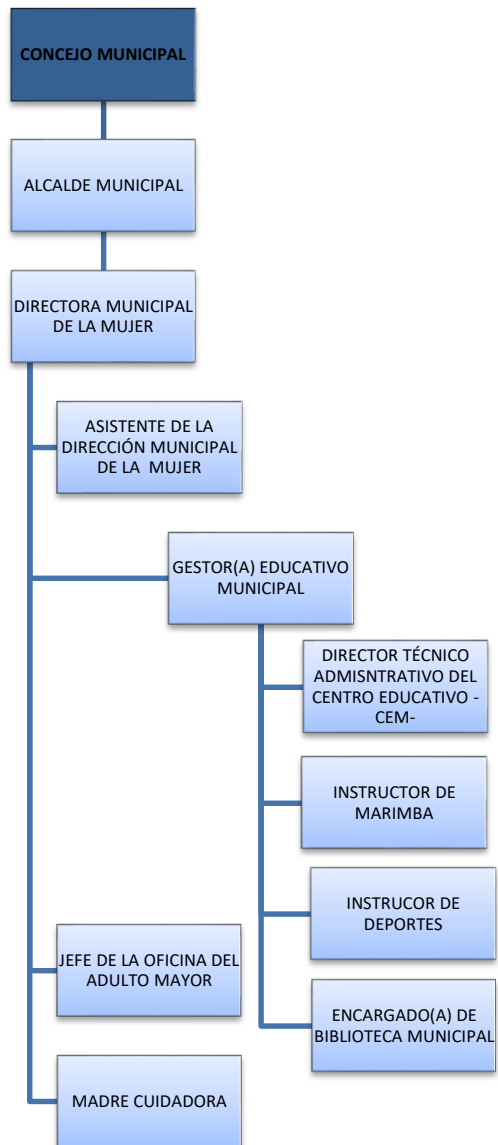 CONCEJO MUNICIPAL
ALCALDE MUNICIPAL
DIRECTORA MUNICIPAL
DE LA MUJER
ASISTENTE DE LA
DIRECCIÓN MUNICIPAL
DE LA MUJER
GESTOR(A) EDUCATIVO
MUNICIPAL
DIRECTOR TÉCNICO
ADMISNTRATIVO DEL
CENTRO EDUCATIVO -
CEM-
INSTRUCTOR DE
MARIMBA
INSTRUCOR DE
DEPORTES
ENCARGADO(A) DE
BIBLIOTECA MUNICIPAL
JEFE DE LA OFICINA DEL
ADULTO MAYOR
MADRE CUIDADORA